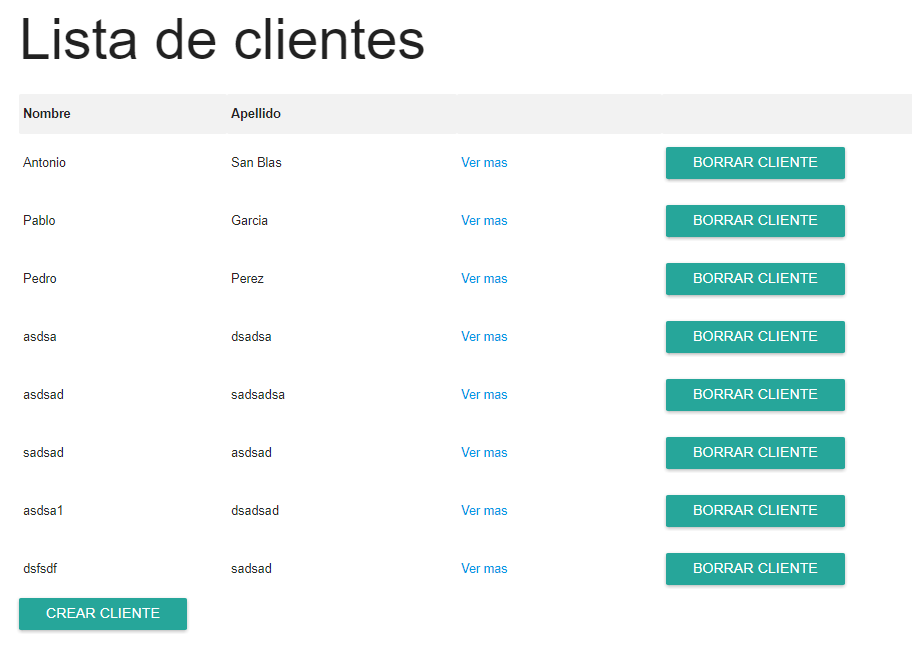 Lista de clientes
Nombre Apellido
Antonio San Blas Ver mas BORRAR CLIENTE
Pablo Garcia Ver mas BORRAR CLIENTE
Pedro Perez Ver mas BORRAR CLIENTE
asdsa dsadsa Ver mas BORRAR CLIENTE
asdsad sadsadsa Ver mas BORRAR CLIENTE
sadsad asdsad Ver mas BORRAR CLIENTE
asdsa1 dsadsad Ver mas BORRAR CLIENTE
dsfsdf sadsad Ver mas BORRAR CLIENTE
CREAR CLIENTE